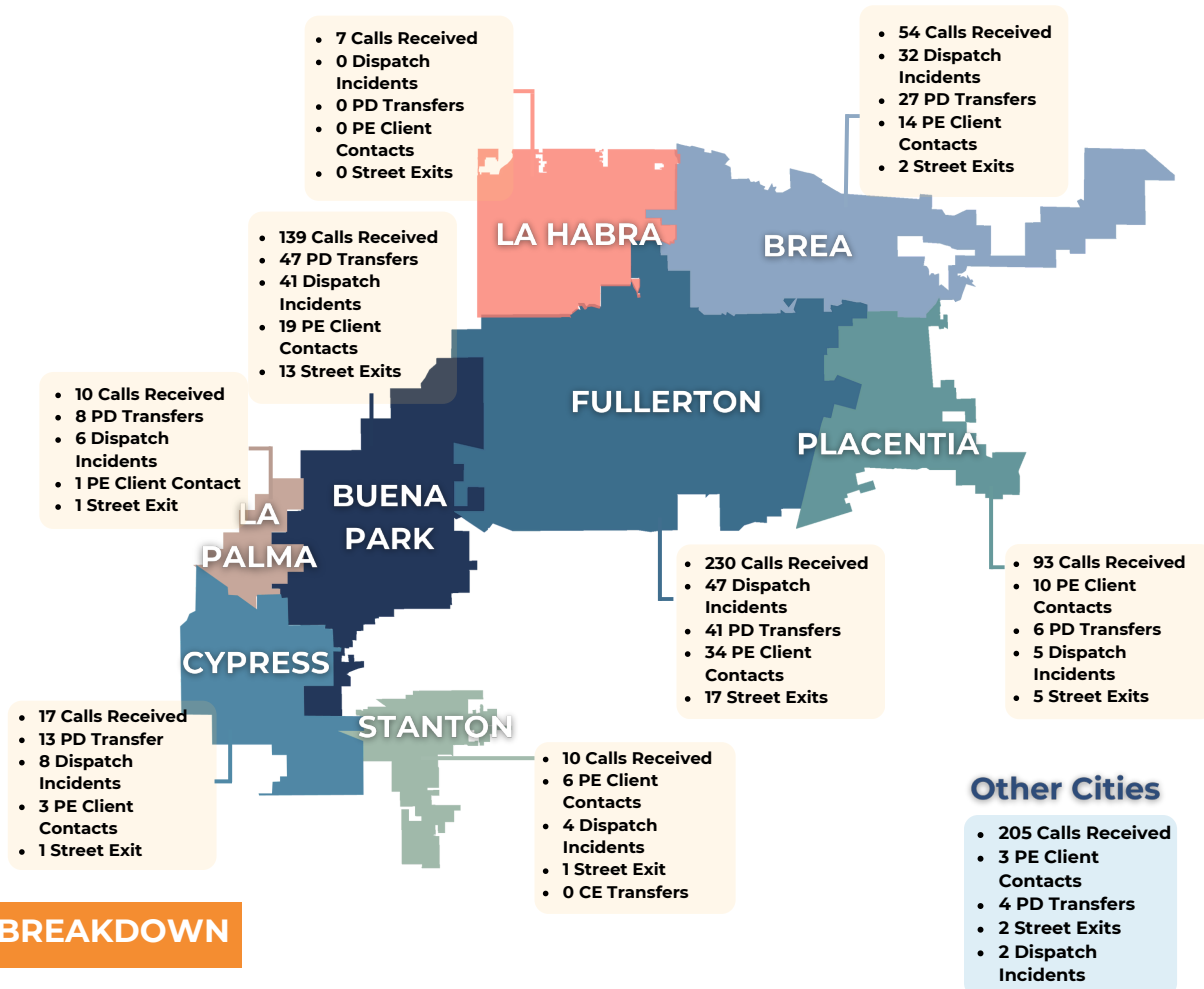 7 Calls Received
0 Dispatch
Incidents
0 PD Transfers
0 PE Client
Contacts
0 Street Exits
54 Calls Received
32 Dispatch
Incidents
27 PD Transfers
14 PE Client
Contacts
2 Street Exits
LA HABRA
BREA
139 Calls Received
47 PD Transfers
41 Dispatch
Incidents
19 PE Client
Contacts
13 Street Exits
10 Calls Received
8 PD Transfers
6 Dispatch
Incidents
1 PE Client Contact
1 Street Exit
FULLERTON
PLACENTIA
BUENA
PARK
LA
PALMA
230 Calls Received
47 Dispatch
Incidents
41 PD Transfers
34 PE Client
Contacts
17 Street Exits
93 Calls Received
10 PE Client
Contacts
6 PD Transfers
5 Dispatch
Incidents
5 Street Exits
CYPRESS
STANTON
17 Calls Received
13 PD Transfer
8 Dispatch
Incidents
3 PE Client
Contacts
1 Street Exit
10 Calls Received
6 PE Client
Contacts
4 Dispatch
Incidents
1 Street Exit
0 CE Transfers
Other Cities
205 Calls Received
3 PE Client
Contacts
4 PD Transfers
2 Street Exits
2 Dispatch
Incidents
BREAKDOWN